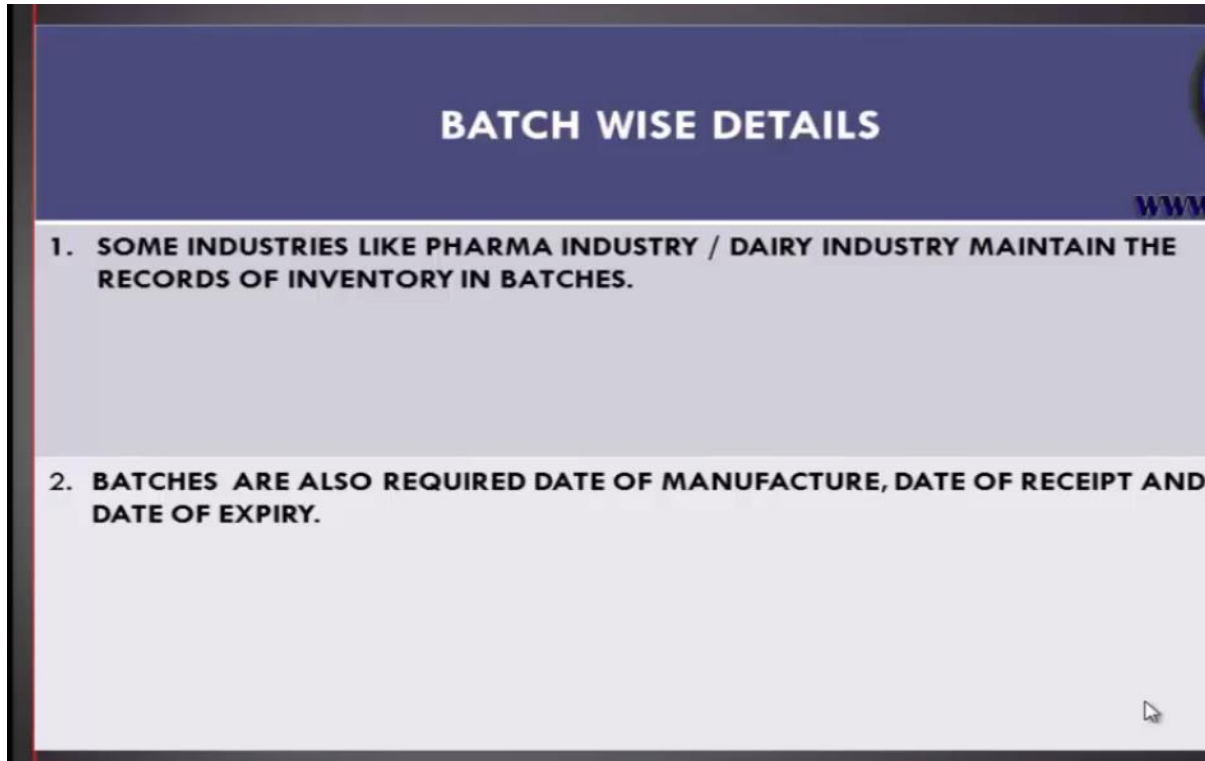 BATCH WISE DETAILS
www
1. SOME INDUSTRIES LIKE PHARMA INDUSTRY / DAIRY INDUSTRY MAINTAIN THE
RECORDS OF INVENTORY IN BATCHES.
2. BATCHES ARE ALSO REQUIRED DATE OF MANUFACTURE, DATE OF RECEIPT AND
DATE OF EXPIRY.